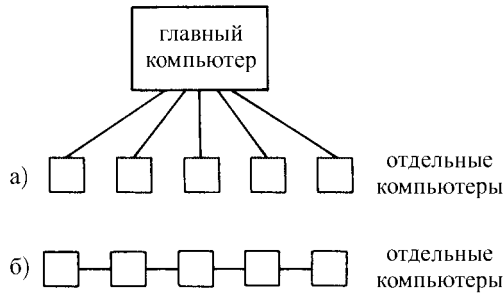 главный
компьютер
а)
отдельные
компьютеры
б)
отдельные
компьютеры